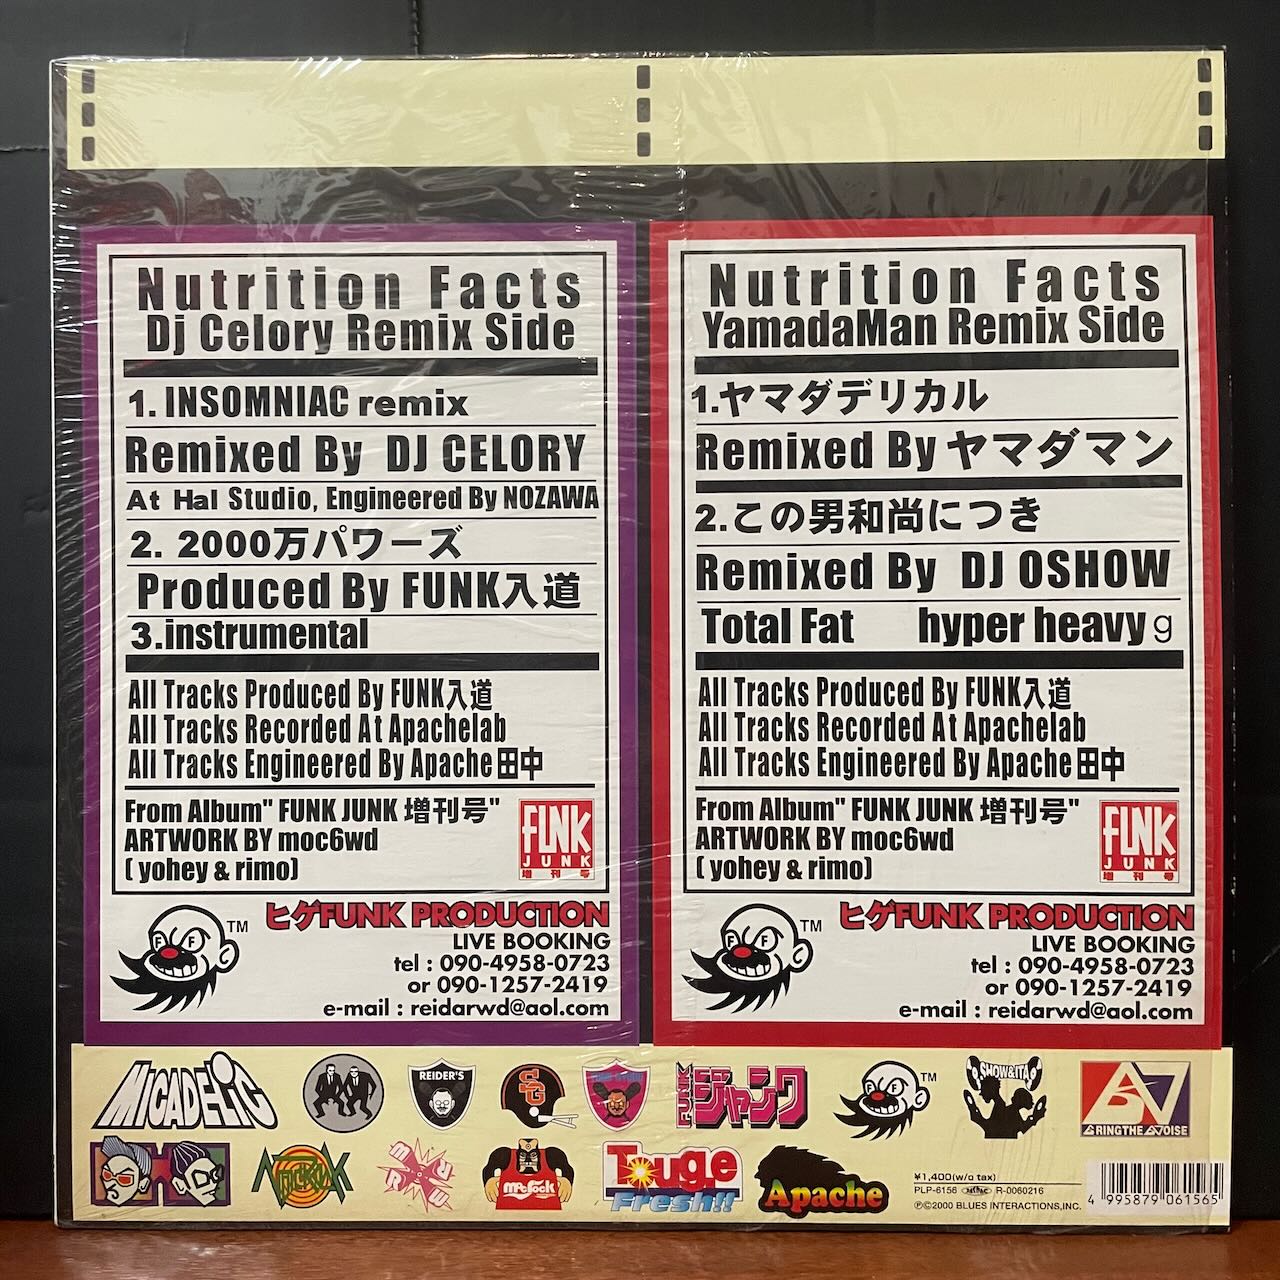 Nutrition Facts
Dj Celory Remix Side
1. INSOMNIAC remix
Remixed By DJ CELORY
At Hal Studio, Engineered By NOZAWA
2. 2000万パワーズ
Produced By FUNK入道
3.instrumental
All Tracks Produced By FUNK入道
All Tracks Recorded At Apachelab
All Tracks Engineered By Apache田中
From Album" FUNK JUNK 増刊号"
ARTWORK BY moc6wd
( yohey & rimo)
FUNK
JUNK
増刊号
TM
ヒゲFUNK PRODUCTION
LIVE BOOKING
tel : 090-4958-0723
or 090-1257-2419
e-mail : reidarwd@aol.com
Nutrition Facts
YamadaMan Remix Side
1.ヤマダデリカル
Remixed By ヤマダマン
2.この男和尚につき
Remixed By DJ OSHOW
Total Fat hyper heavy g
All Tracks Produced By FUNK入道
All Tracks Recorded At Apachelab
All Tracks Engineered By Apache田中
From Album" FUNK JUNK 増刊号"
ARTWORK BY moc6wd
( yohey & rimo)
FUNK
JUNK
増刊号
TM
ヒゲFUNK PRODUCTION
LIVE BOOKING
tel : 090-4958-0723
or 090-1257-2419
e-mail : reidarwd@aol.com
MICADELIC
REIDER'S
SG
FUNK ジャンク
TM
SHOW&ITA
BRING THE NOISE
Mc.Rock
Touge
Fresh!!
Apache
¥1,400(w/o tax)
PLP-6156 R-0060216
Ⓟ©2000 BLUES INTERACTIONS,INC.
4 995879 061565